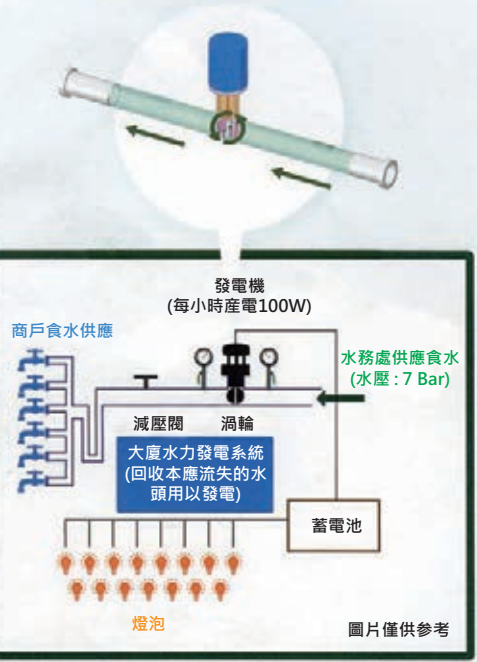 發電機
(每小時産電100W)
商戶食水供應
水務處供應食水
(水壓 : 7 Bar)
減壓閥
渦輪
大廈水力發電系統
(回收本應流失的水
頭用以發電)
蓄電池
燈泡
圖片僅供参考